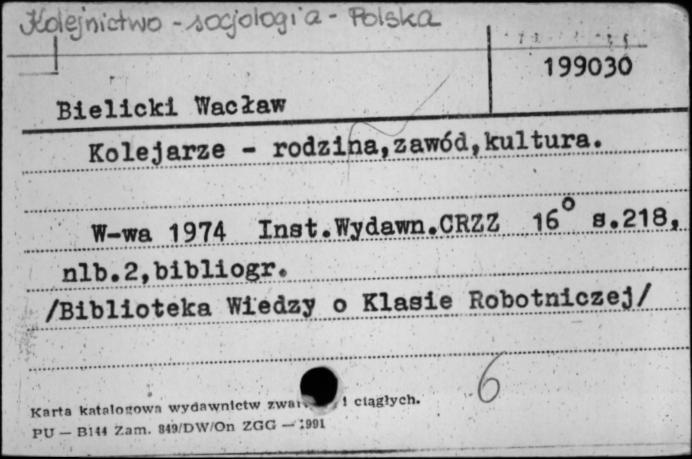 Kolejnictwo - socjologia - Polska
199030
Bielicki Wacław
Kolejarze - rodzina,zawód,kultura.
W-wa 1974 Inst.Wydawn.CRZZ 16° s.218,
nlb.2,bibliogr.
/Biblioteka Wiedzy o Klasie Robotniczej/
6
Karta katalogowa wydawnictw i ciągłych.
PU — B144 Zam. 849/DW/On ZGG — 1991